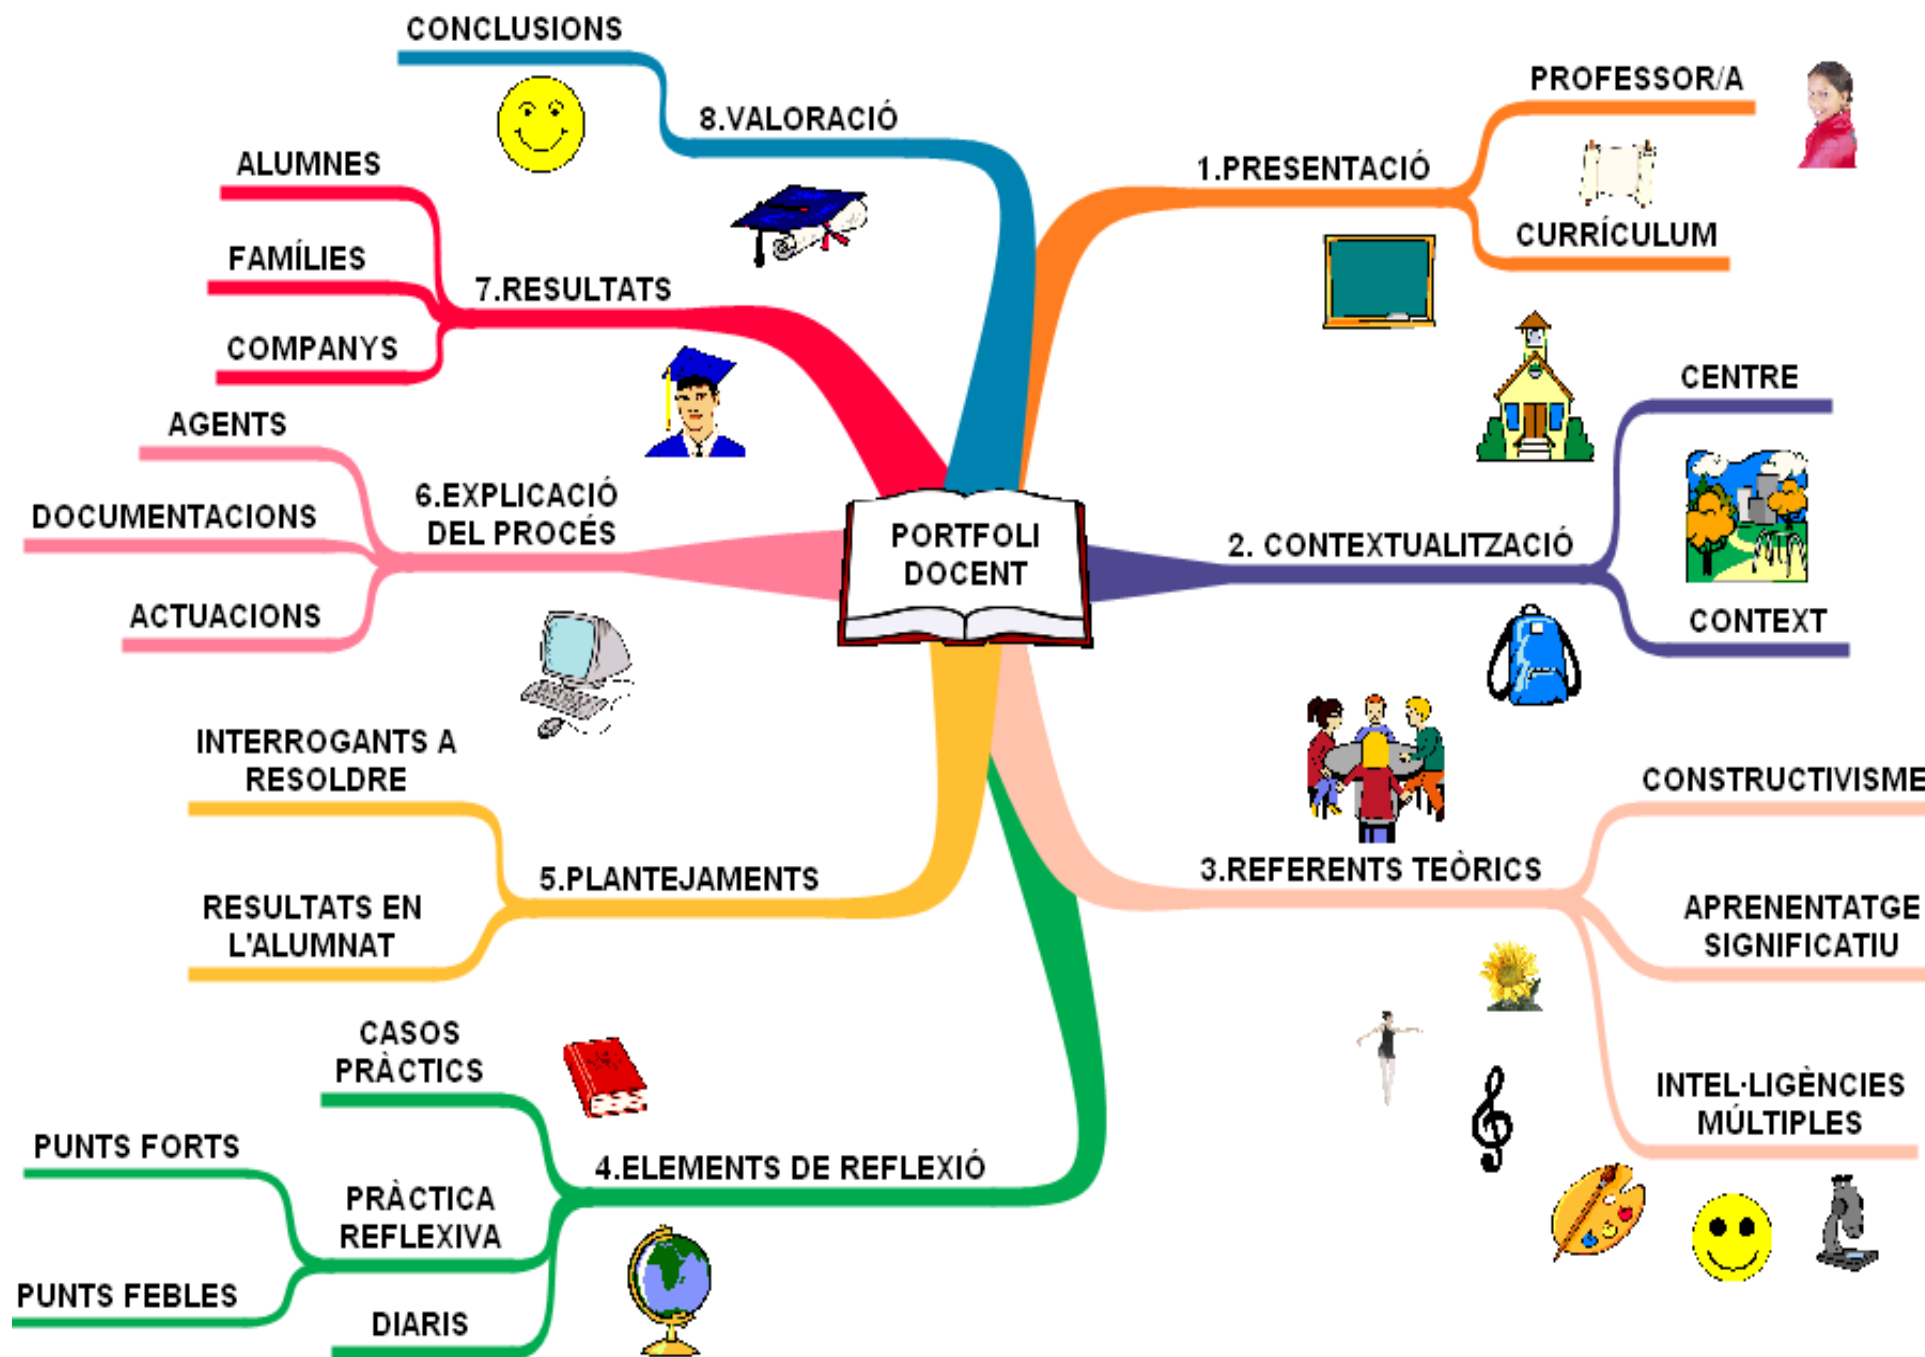 PORTFOLI
DOCENT
1.PRESENTACIÓ
PROFESSOR/A
CURRÍCULUM
2. CONTEXTUALITZACIÓ
CENTRE
CONTEXT
3.REFERENTS TEÒRICS
CONSTRUCTIVISME
APRENENTATGE
SIGNIFICATIU
INTEL·LIGÈNCIES
MÚLTIPLES
4.ELEMENTS DE REFLEXIÓ
CASOS
PRÀCTICS
PRÀCTICA
REFLEXIVA
PUNTS FORTS
PUNTS FEBLES
DIARIS
5.PLANTEJAMENTS
INTERROGANTS A
RESOLDRE
RESULTATS EN
L'ALUMNAT
6.EXPLICACIÓ
DEL PROCÉS
AGENTS
DOCUMENTACIONS
ACTUACIONS
7.RESULTATS
ALUMNES
FAMÍLIES
COMPANYS
8.VALORACIÓ
CONCLUSIONS